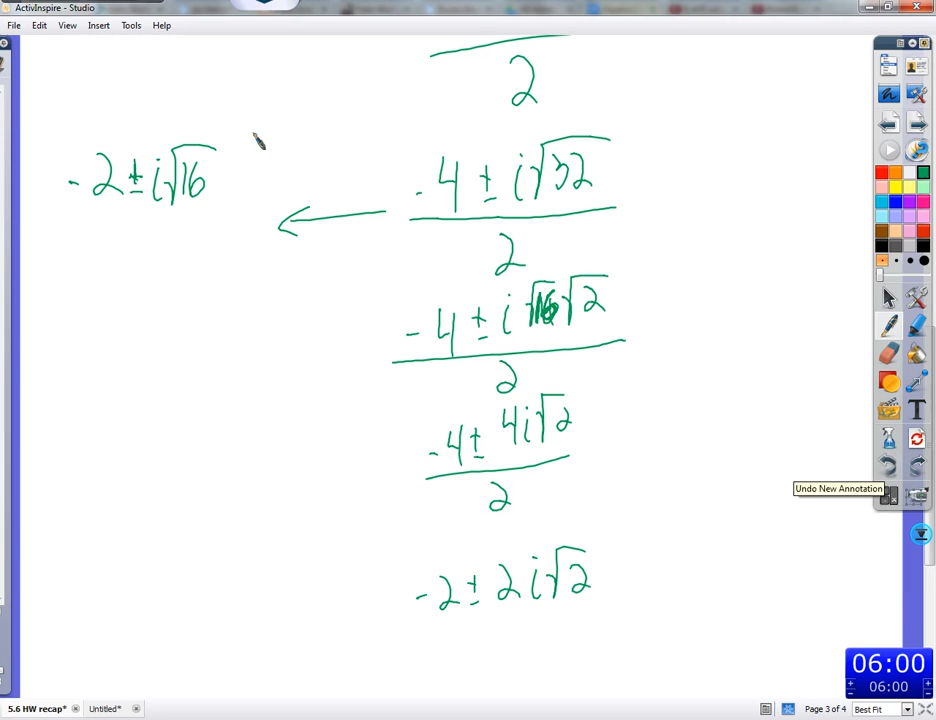 ActivInspire - Studio
File Edit View Insert Tools Help
2
-4 ± i√32
2
-2 ± i√16
-4 ± i√16√2
2
-4 ± 4i√2
2
Undo New Annotation
-2 ± 2i√2
06:00
06:00
5.6 HW recap* Untitled* Page 3 of 4 Best Fit